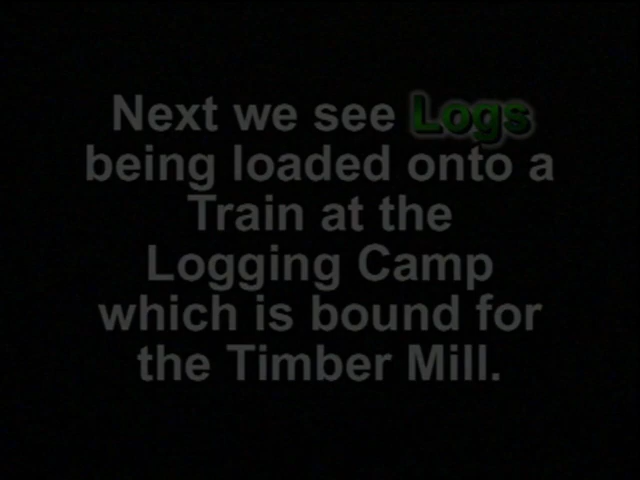 Next we see Logs
being loaded onto a
Train at the
Logging Camp
which is bound for
the Timber Mill.